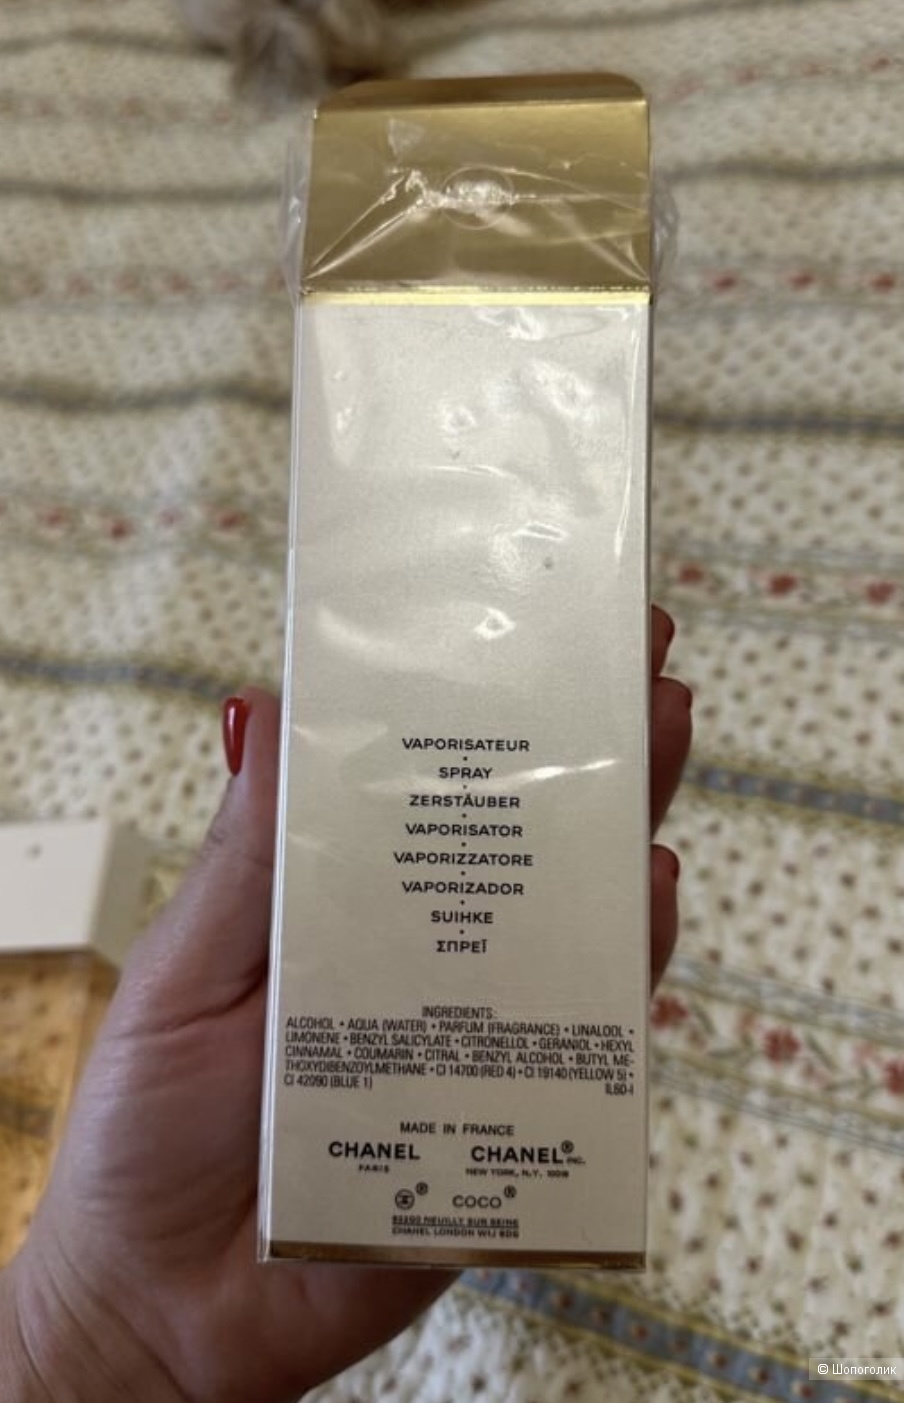 VAPORISATEUR
•
SPRAY
•
ZERSTÄUBER
•
VAPORISATOR
•
VAPORIZZATORE
•
VAPORIZADOR
•
SUIHKE
•
ΣΠΡΕΪ
INGREDIENTS:
ALCOHOL • AQUA (WATER) • PARFUM (FRAGRANCE) • LINALOOL •
LIMONENE • BENZYL SALICYLATE • CITRONELLOL • GERANIOL • HEXYL
CINNAMAL • COUMARIN • CITRAL • BENZYL ALCOHOL • BUTYL ME-
THOXYDIBENZOYLMETHANE • CI 14700 (RED 4) • CI 19140 (YELLOW 5) •
CI 42090 (BLUE 1)
MADE IN FRANCE
CHANEL CHANEL® INC.
PARIS NEW YORK, N.Y. 10019
® COCO®
92200 NEUILLY SUR SEINE
CHANEL LONDON W1J 6DG
© Шопоголик